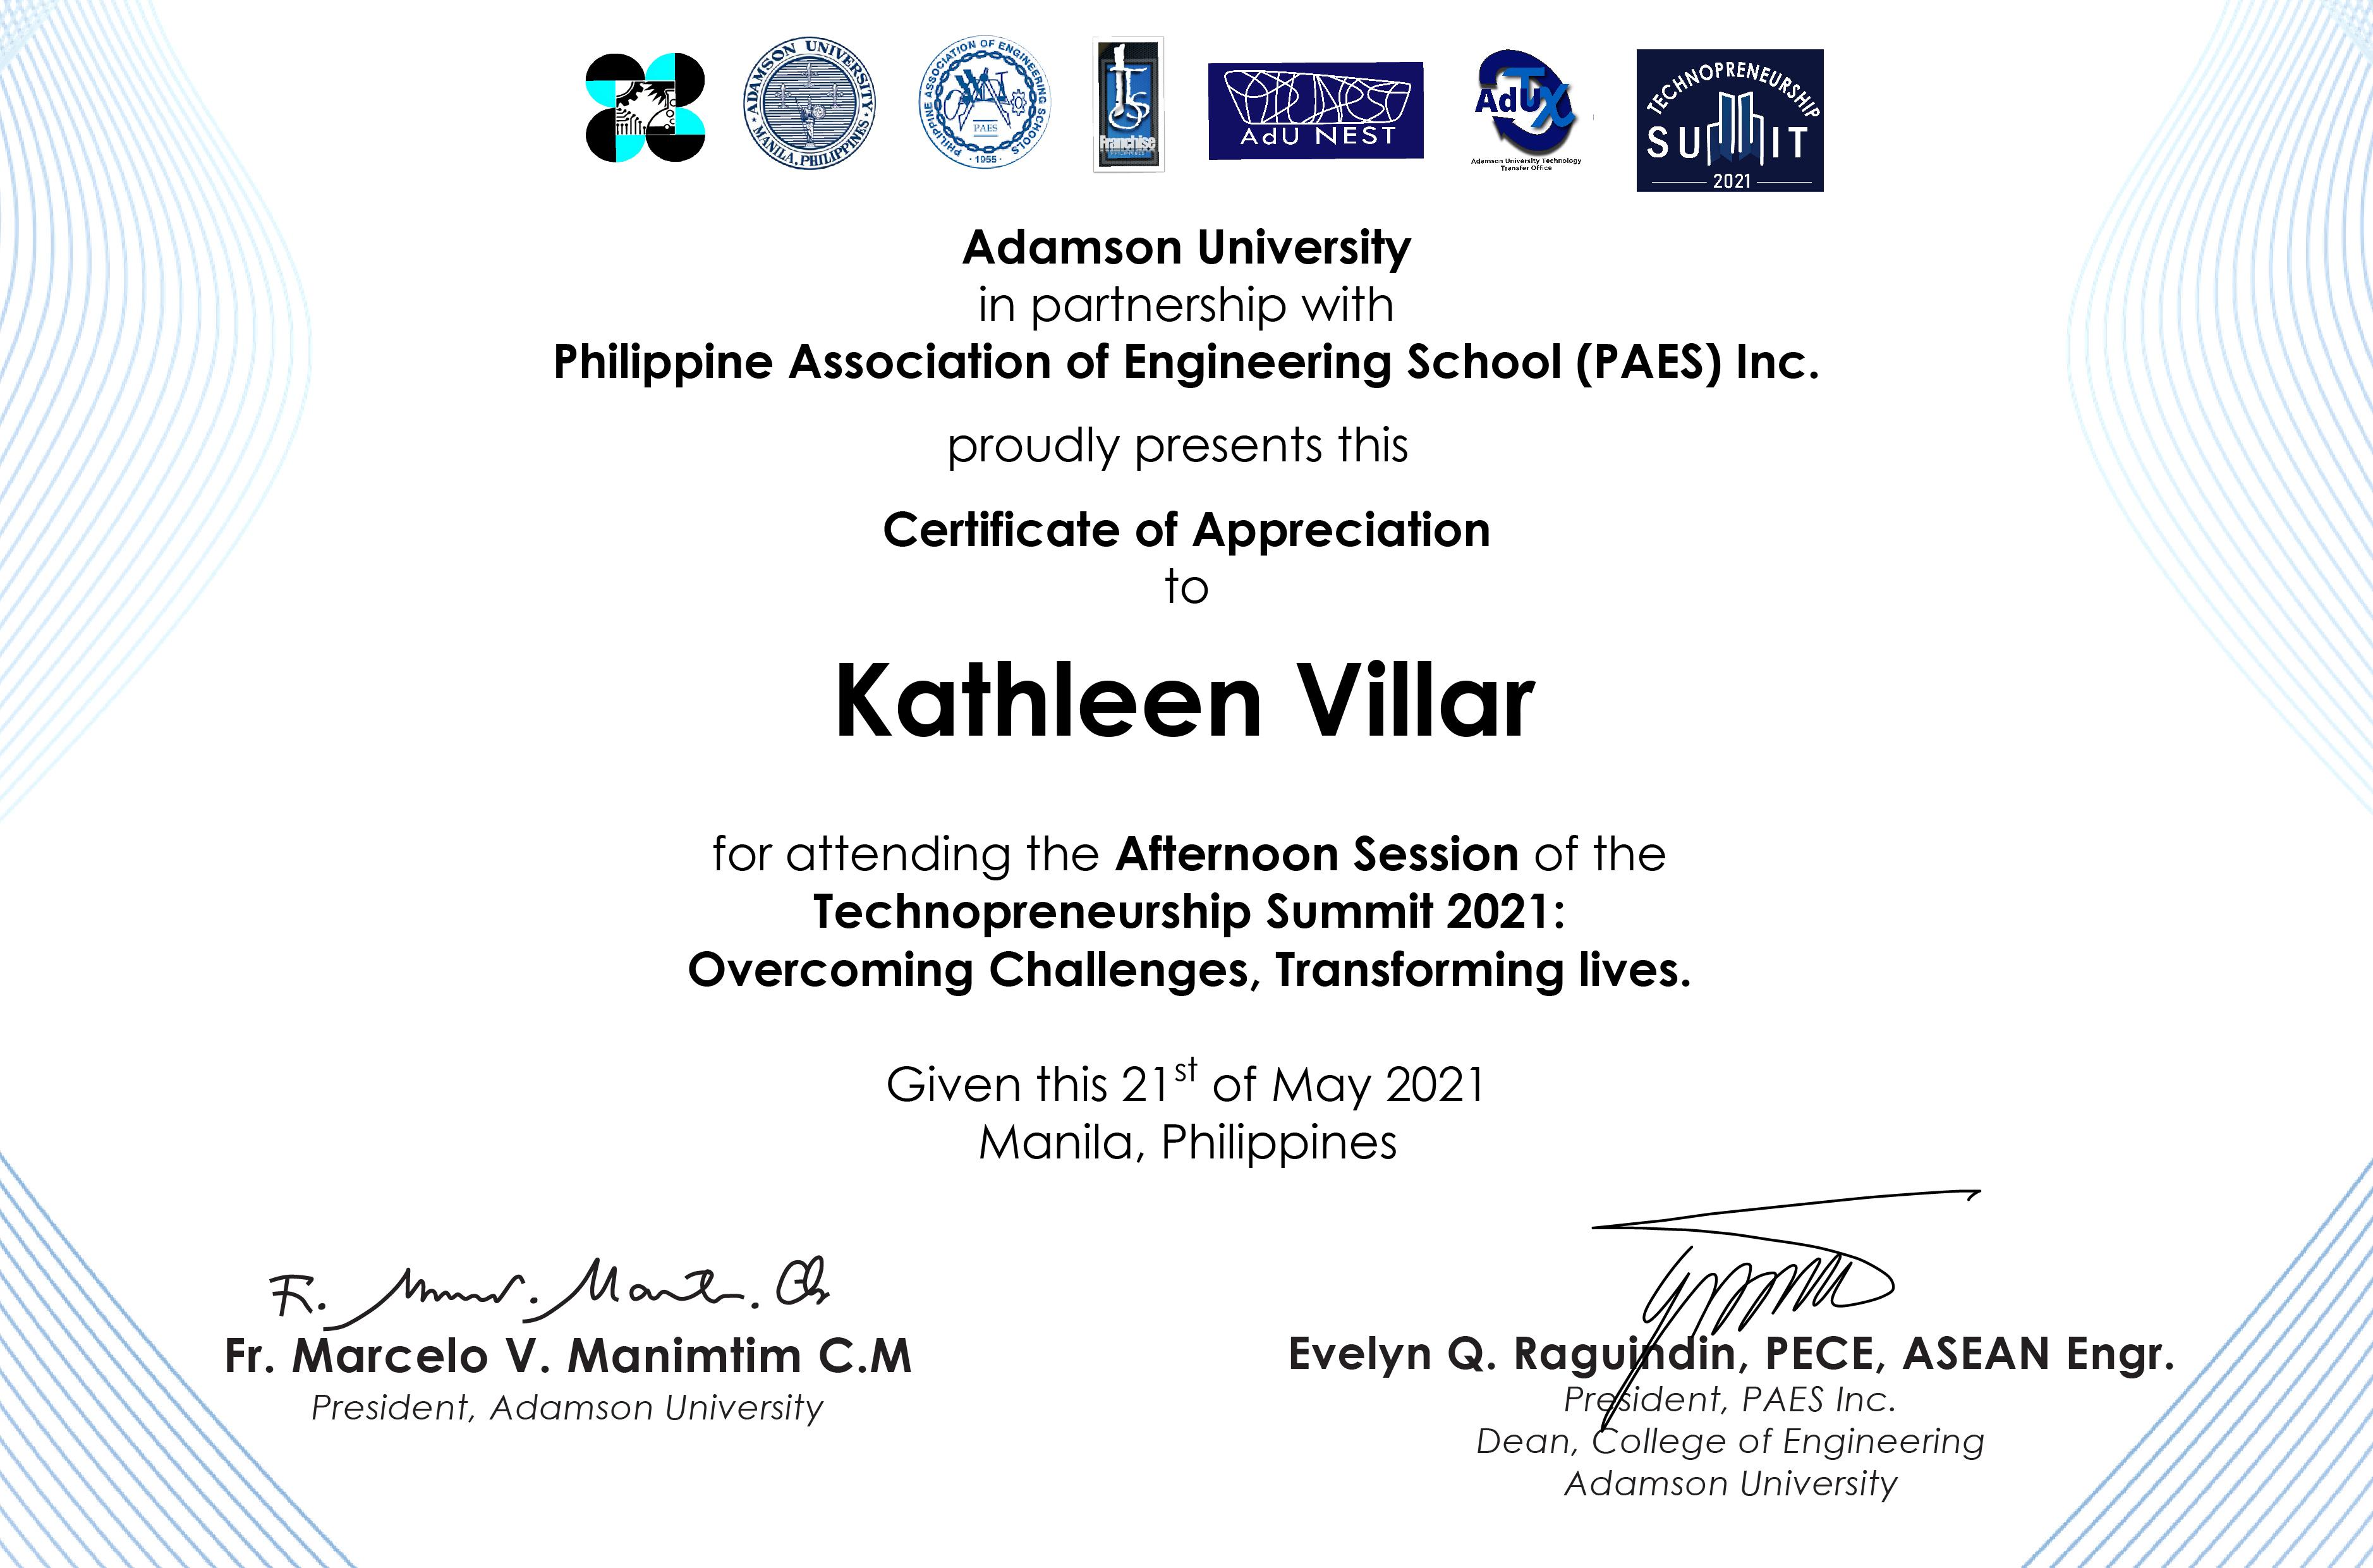 ADAMSON UNIVERSITY
MANILA, PHILIPPINES
PHILIPPINE ASSOCIATION OF ENGINEERING SCHOOLS
PAES
1955
Franchise
AdU NEST
AdUTX
Adamson University Technology
Transfer Office
TECHNOPRENEURSHIP
SUMMIT
2021
Adamson University
in partnership with
Philippine Association of Engineering School (PAES) Inc.
proudly presents this
Certificate of Appreciation
to
Kathleen Villar
for attending the Afternoon Session of the
Technopreneurship Summit 2021:
Overcoming Challenges, Transforming lives.
Given this 21st of May 2021
Manila, Philippines
Fr. Marcelo V. Manimtim C.M
President, Adamson University
Evelyn Q. Raguindin, PECE, ASEAN Engr.
President, PAES Inc.
Dean, College of Engineering
Adamson University